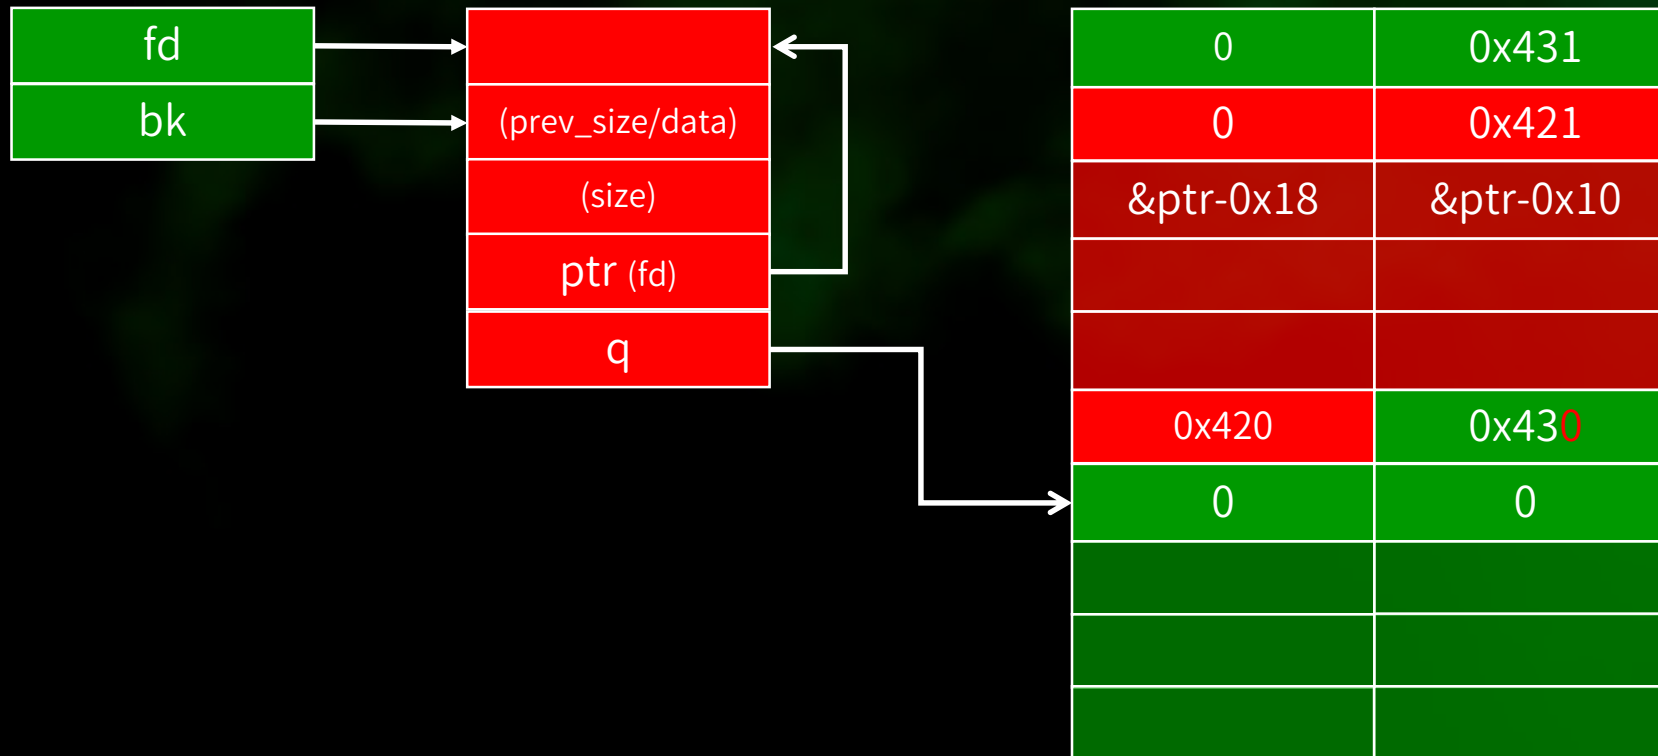 fd
bk
(prev_size/data)
(size)
ptr (fd)
q
0 0x431
0 0x421
&ptr-0x18 &ptr-0x10
0x420 0x430
0 0